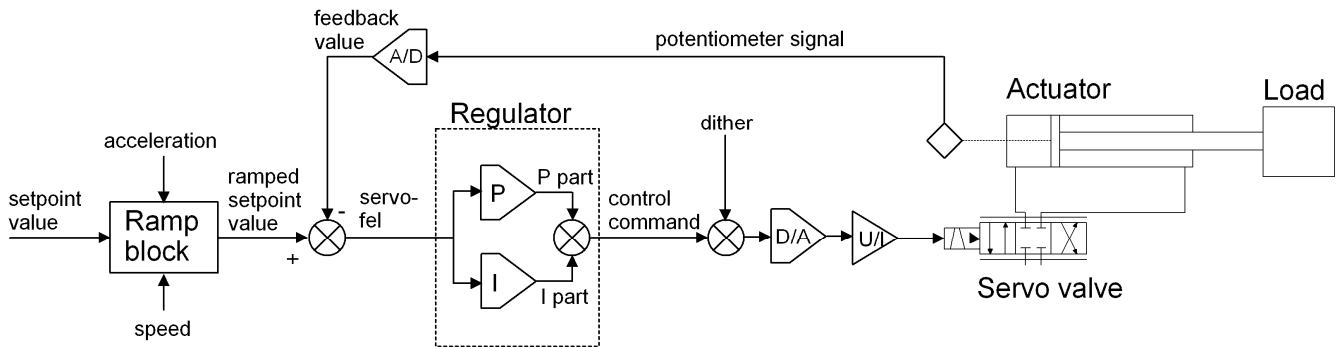 feedback
value
A/D
potentiometer signal
Actuator
Load
Regulator
dither
acceleration
setpoint
value
Ramp
block
ramped
setpoint
value
-
+
servo-
fel
P
P part
I
I part
control
command
D/A
U/I
Servo valve
speed